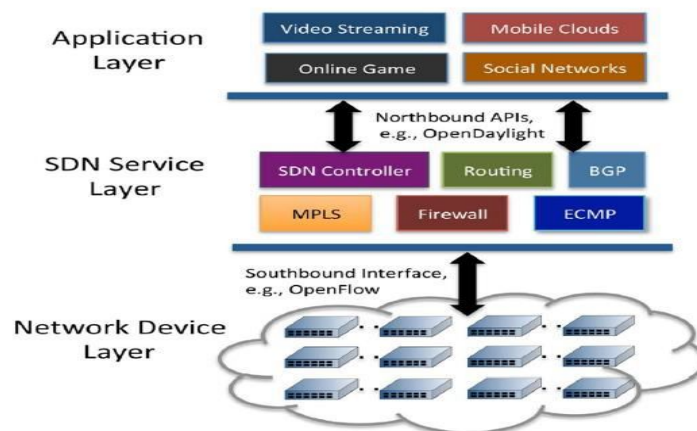 Application
Layer
Video Streaming
Mobile Clouds
Online Game
Social Networks
Northbound APIs,
e.g., OpenDaylight
SDN Service
Layer
SDN Controller
Routing
BGP
MPLS
Firewall
ECMP
Southbound Interface,
e.g., OpenFlow
Network Device
Layer